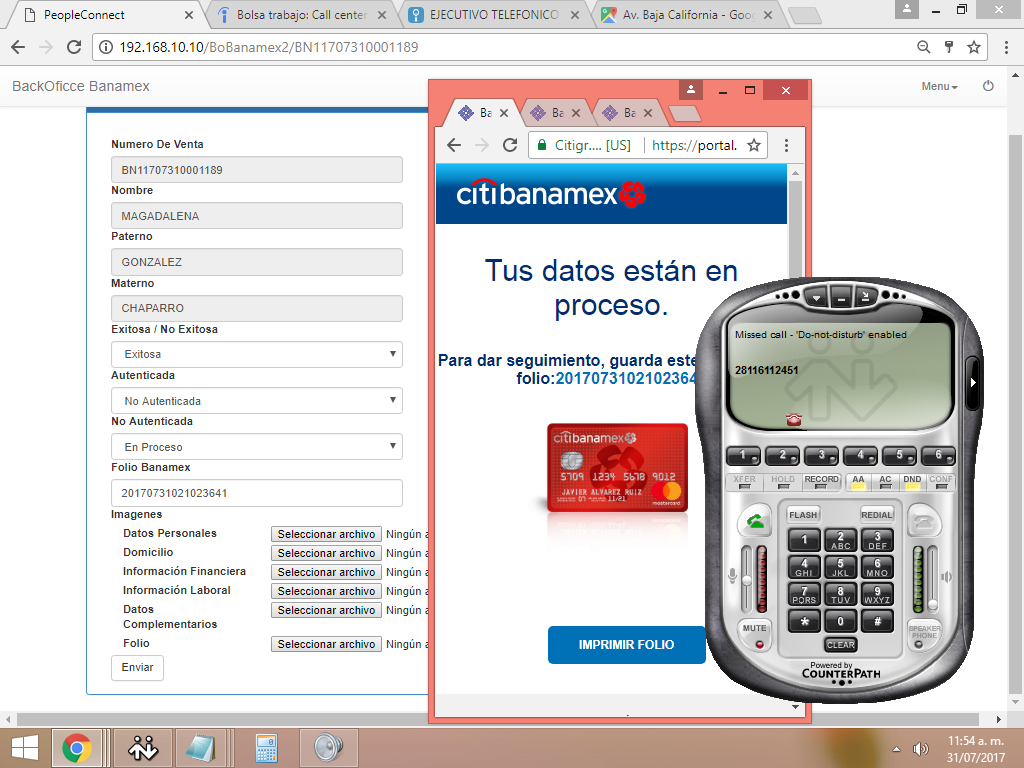 PeopleConnect
Bolsa trabajo: Call center
EJECUTIVO TELEFONICO
Av. Baja California - Goo
192.168.10.10/BoBanamex2/BN11707310001189
BackOficce Banamex
Menu
Numero De Venta
BN11707310001189
Nombre
MAGADALENA
Paterno
GONZALEZ
Materno
CHAPARRO
Exitosa / No Exitosa
Exitosa
Autenticada
No Autenticada
No Autenticada
En Proceso
Folio Banamex
20170731021023641
Imagenes
Datos Personales
Seleccionar archivo Ningún a
Domicilio
Seleccionar archivo Ningún a
Información Financiera
Seleccionar archivo Ningún a
Información Laboral
Seleccionar archivo Ningún a
Datos
Complementarios
Seleccionar archivo Ningún a
Folio
Seleccionar archivo Ningún a
Enviar
Ba
Ba
Ba
Citigr.... [US]
https://portal.
citibanamex
Tus datos están en
proceso.
Para dar seguimiento, guarda este
folio:2017073102102364
citibanamex
5709 1234 5678 9012
11/21
JAVIER ALVAREZ RUIZ
mastercard
IMPRIMIR FOLIO
Missed call - 'Do-not-disturb' enabled
28116112451
1 2 3 4 5 6
XFER HOLD RECORD AA AC DND CONF
FLASH REDIAL
1 2 ABC 3 DEF
4 GHI 5 JKL 6 MNO
7 PQRS 8 TUV 9 WXYZ
* 0 #
MUTE
SPEAKER
PHONE
CLEAR
Powered by
COUNTERPATH
11:54 a. m.
31/07/2017